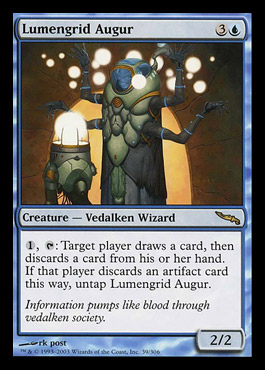 Lumengrid Augur 3
Creature — Vedalken Wizard
1, : Target player draws a card, then
discards a card from his or her hand.
If that player discards an artifact card
this way, untap Lumengrid Augur.
Information pumps like blood through
vedalken society.
rk post
™ & © 1993-2003 Wizards of the Coast, Inc. 39/306
2/2